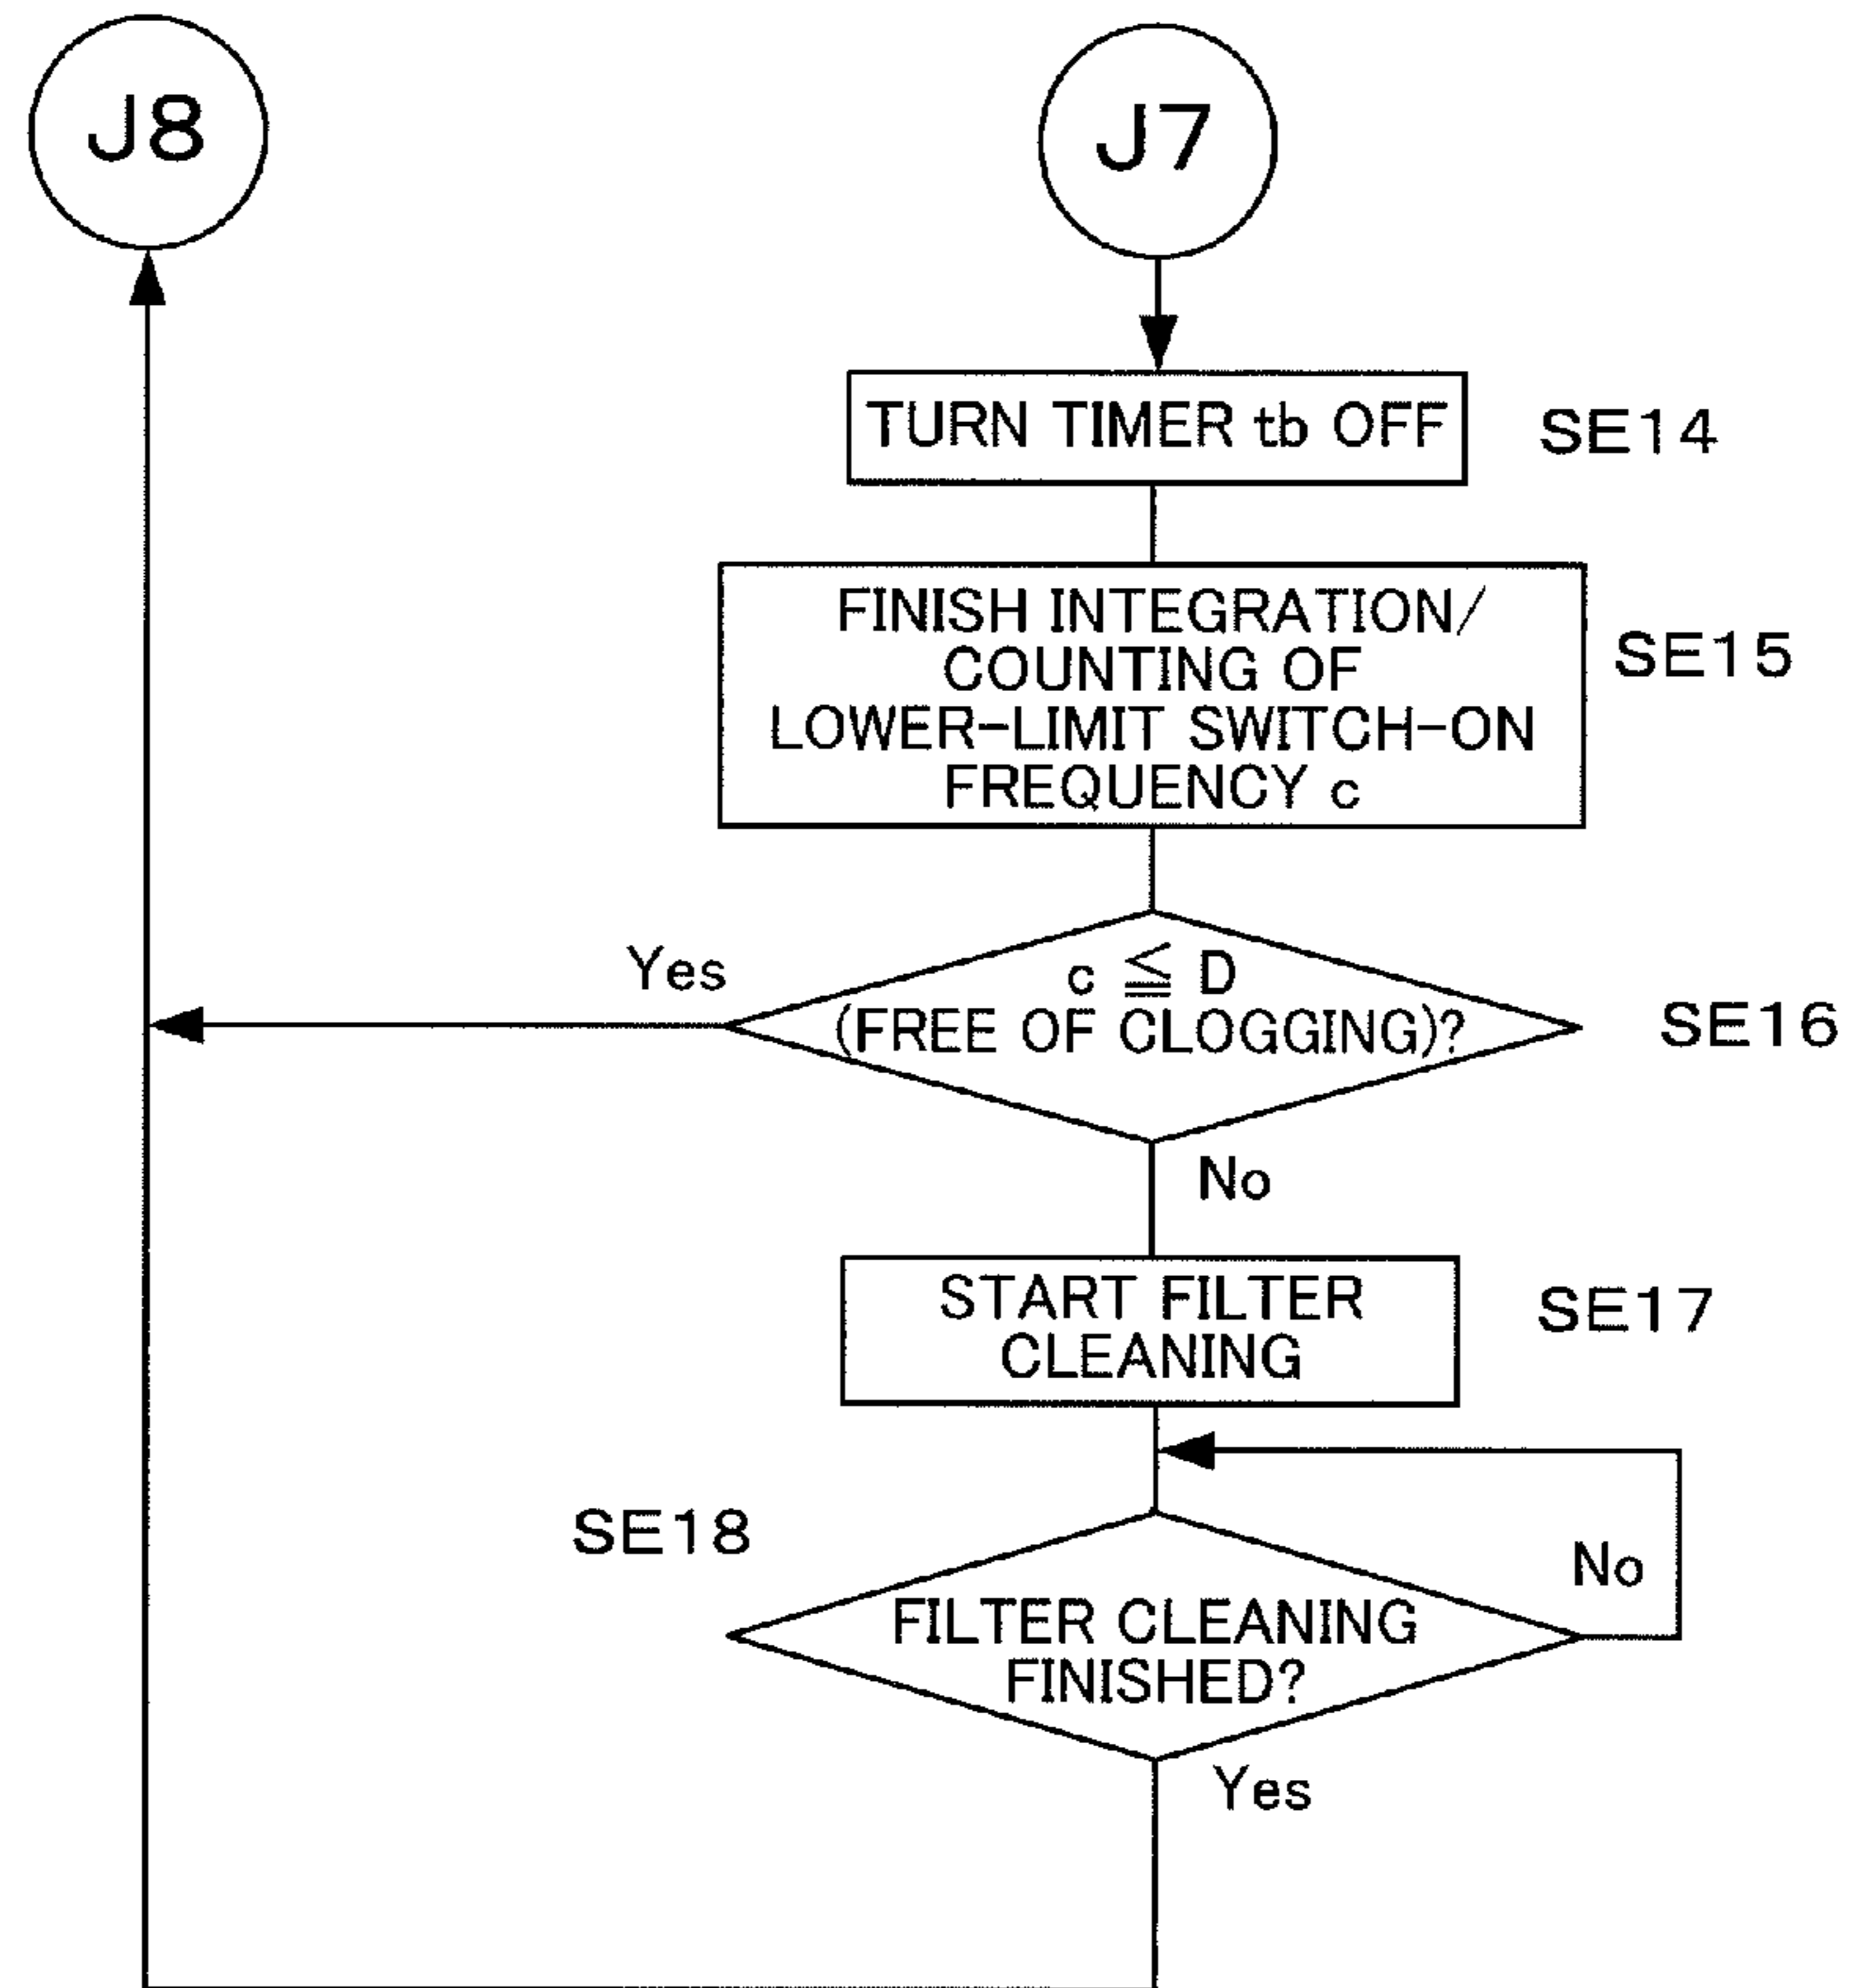 J8
J7
TURN TIMER tb OFF
SE14
FINISH INTEGRATION/
COUNTING OF
LOWER-LIMIT SWITCH-ON
FREQUENCY c
SE15
Yes
c ≦ D
(FREE OF CLOGGING)?
SE16
No
START FILTER
CLEANING
SE17
SE18
No
FILTER CLEANING
FINISHED?
Yes